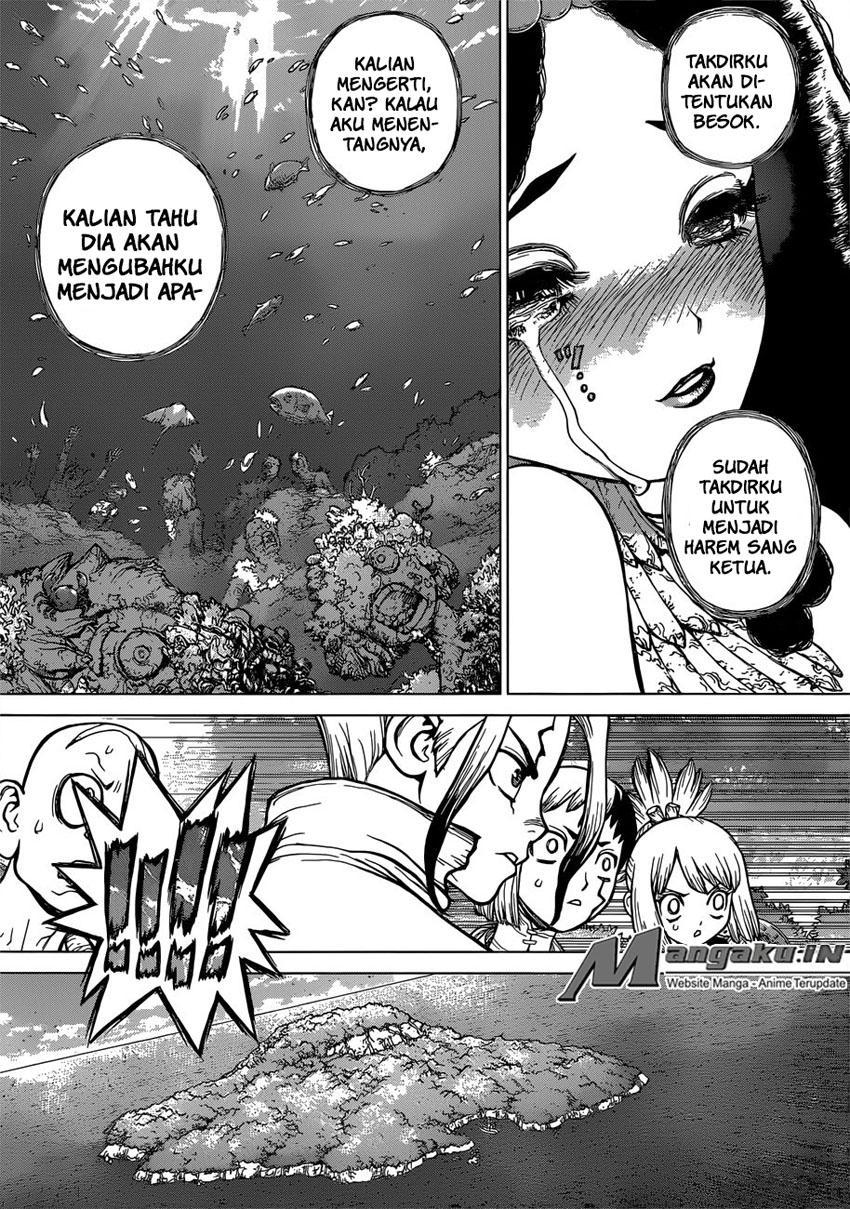 TAKDIRKU
AKAN DI-
TENTUKAN
BESOK.
SUDAH
TAKDIRKU
UNTUK
MENJADI
HAREM SANG
KETUA.
KALIAN
MENGERTI,
KAN? KALAU
AKU MENEN-
TANGNYA,
KALIAN TAHU
DIA AKAN
MENGUBAHKU
MENJADI APA-
!!!!
Mangaku.in
Website Manga - Anime Terupdate